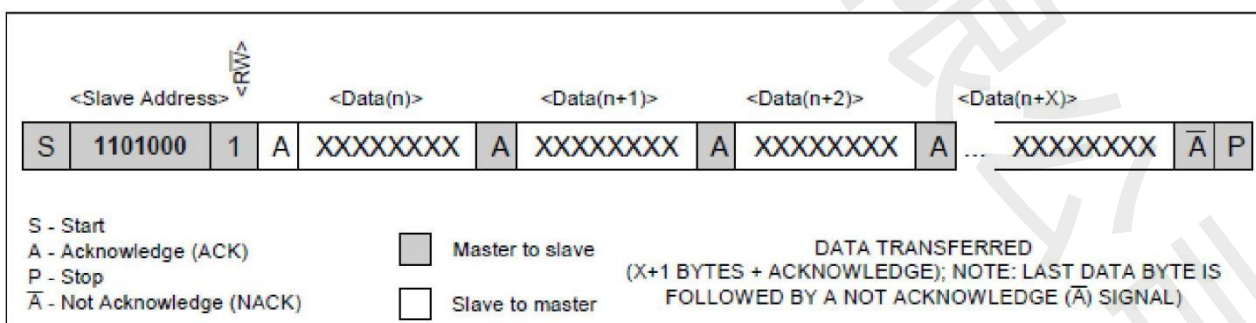 <RW̅>
<Slave Address> <Data(n)> <Data(n+1)> <Data(n+2)> <Data(n+X)>
S 1101000 1 A XXXXXXXX A XXXXXXXX A XXXXXXXX A ... XXXXXXXX A̅ P
S - Start
A - Acknowledge (ACK)
P - Stop
A̅ - Not Acknowledge (NACK)
Master to slave
Slave to master
DATA TRANSFERRED
(X+1 BYTES + ACKNOWLEDGE); NOTE: LAST DATA BYTE IS
FOLLOWED BY A NOT ACKNOWLEDGE (A̅) SIGNAL)